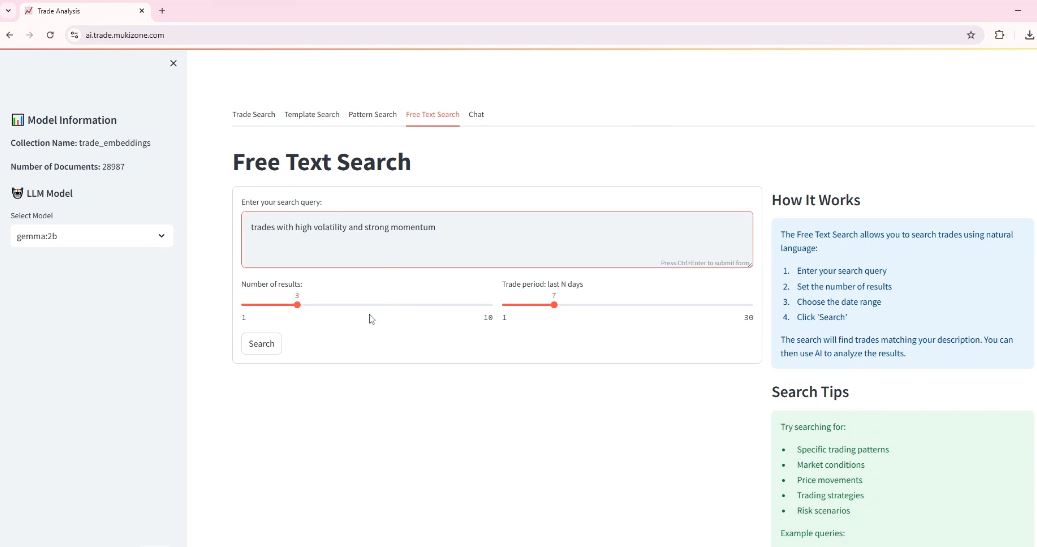 Trade Analysis
ai.trade.mukizone.com
Model Information
Collection Name: trade_embeddings
Number of Documents: 28987
LLM Model
Select Model
gemma:2b
Trade Search Template Search Pattern Search Free Text Search Chat
Free Text Search
Enter your search query:
trades with high volatility and strong momentum
Press Ctrl+Enter to submit form
Number of results:
3
1 10
Trade period: last N days
7
1 30
Search
How It Works
The Free Text Search allows you to search trades using natural
language:
1. Enter your search query
2. Set the number of results
3. Choose the date range
4. Click 'Search'
The search will find trades matching your description. You can
then use AI to analyze the results.
Search Tips
Try searching for:
• Specific trading patterns
• Market conditions
• Price movements
• Trading strategies
• Risk scenarios
Example queries: